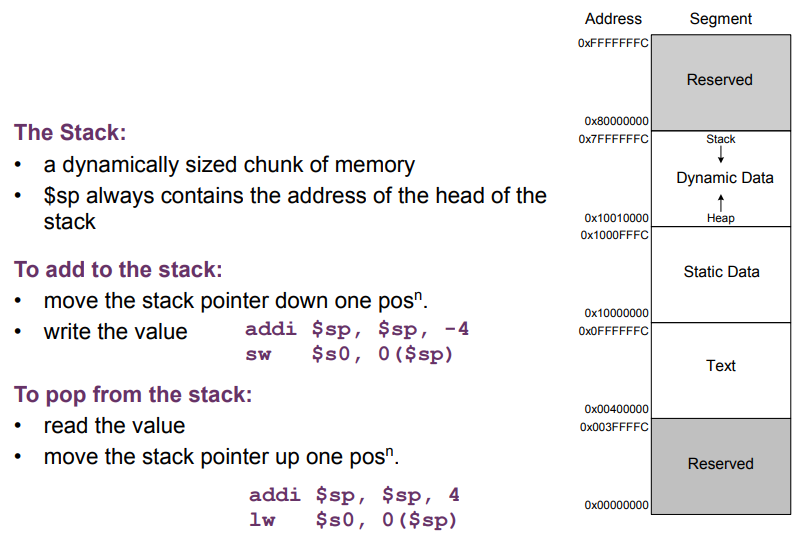 The Stack:
• a dynamically sized chunk of memory
• $sp always contains the address of the head of the
stack
To add to the stack:
• move the stack pointer down one posⁿ.
• write the value
addi $sp, $sp, -4
sw $s0, 0($sp)
To pop from the stack:
• read the value
• move the stack pointer up one posⁿ.
addi $sp, $sp, 4
lw $s0, 0($sp)
Address Segment
0xFFFFFFFC
Reserved
0x80000000
0x7FFFFFFC Stack
Dynamic Data
0x10010000 Heap
0x1000FFFC
Static Data
0x10000000
0x0FFFFFFC
Text
0x00400000
0x003FFFFC
Reserved
0x00000000